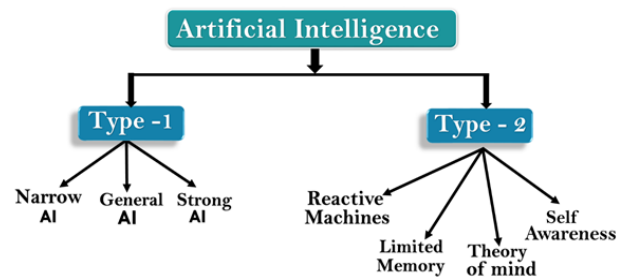 Artificial Intelligence
Type -1
Type - 2
Narrow
AI
General
AI
Strong
AI
Reactive
Machines
Limited
Memory
Theory
of mind
Self
Awareness